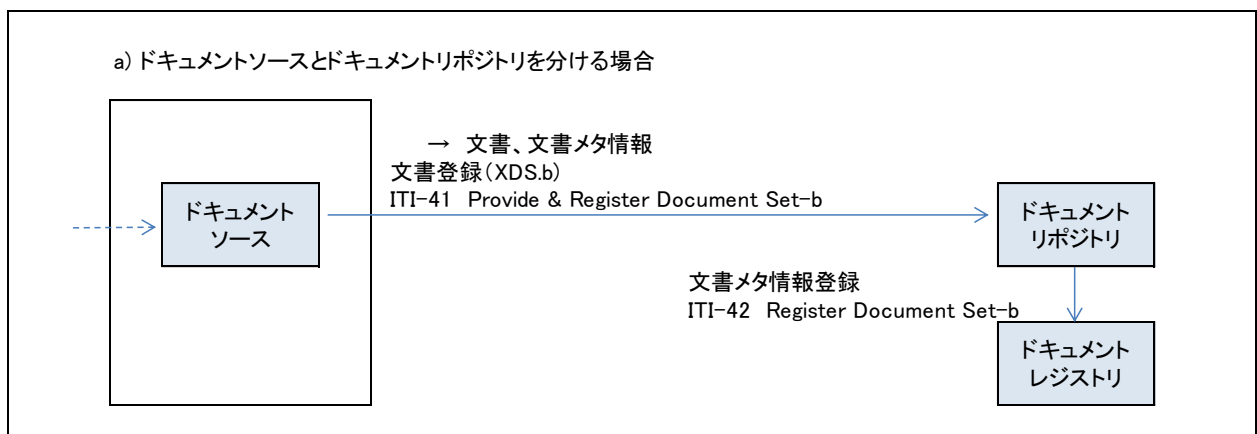 a) ドキュメントソースとドキュメントリポジトリを分ける場合
→ 文書、文書メタ情報
文書登録(XDS.b)
ITI-41 Provide & Register Document Set-b
ドキュメント
ソース
ドキュメント
リポジトリ
文書メタ情報登録
ITI-42 Register Document Set-b
ドキュメント
レジストリ